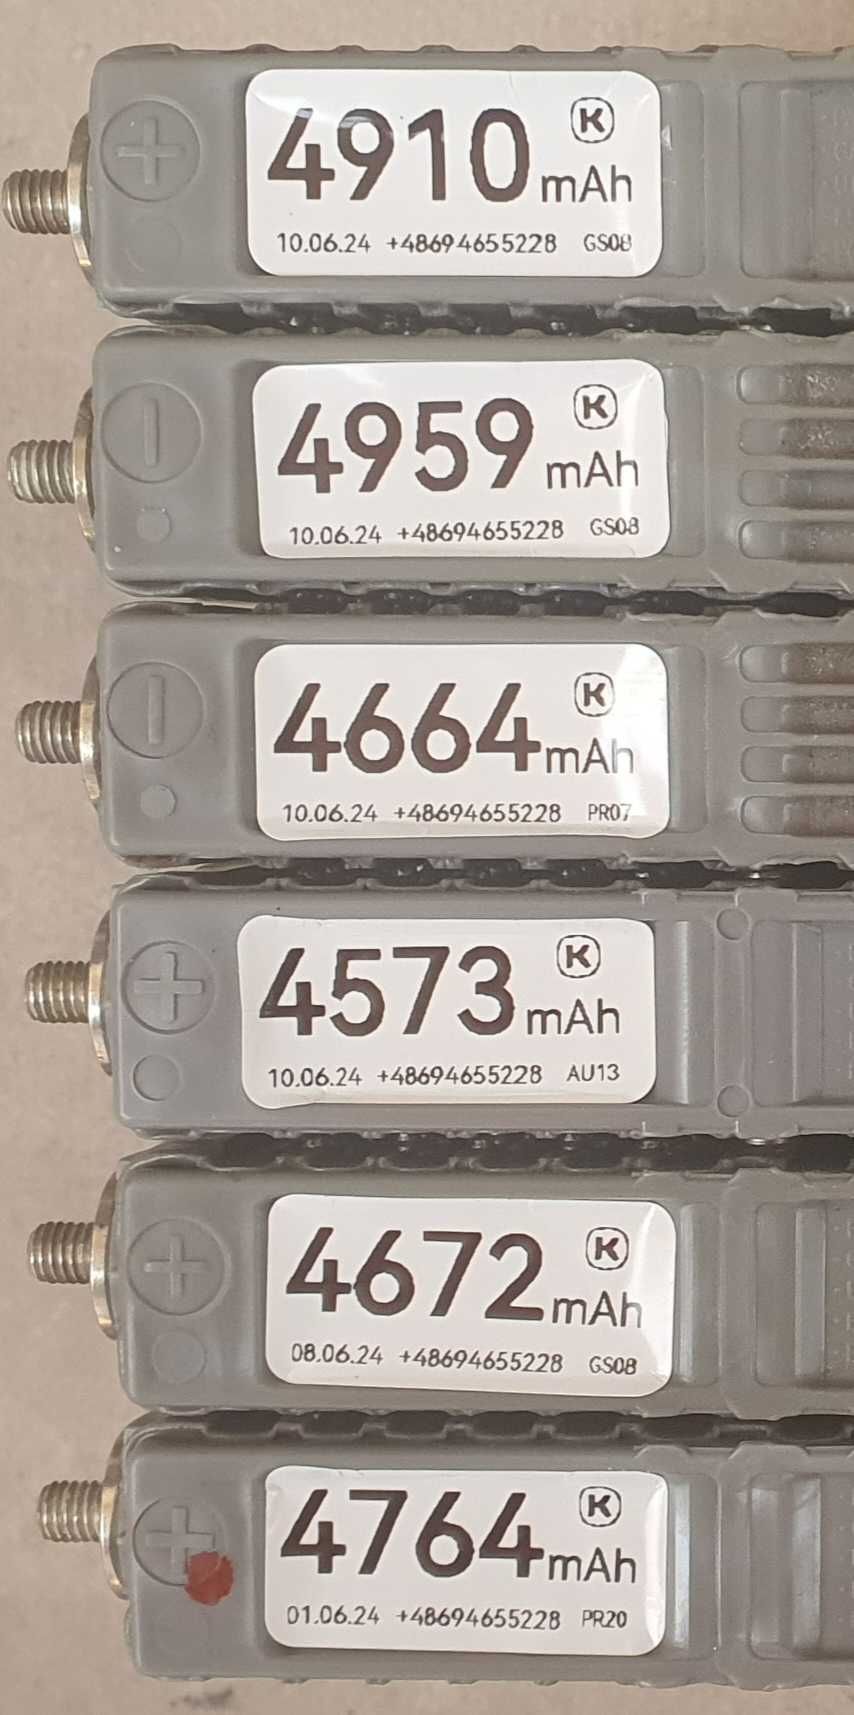 4910 mAh K
10.06.24 +48694655228 GS08
4959 mAh K
10.06.24 +48694655228 GS08
4664 mAh K
10.06.24 +48694655228 PR07
4573 mAh K
10.06.24 +48694655228 AU13
4672 mAh K
08.06.24 +48694655228 GS08
4764 mAh K
01.06.24 +48694655228 PR20